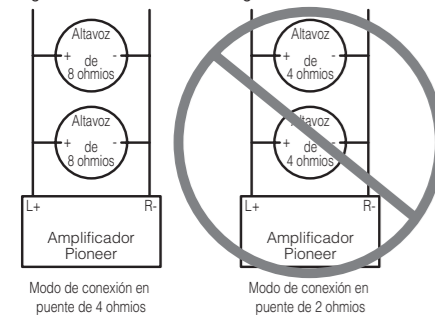 Altavoz
+ de -
8 ohmios
Altavoz
+ de -
8 ohmios
L+ R-
Amplificador
Pioneer
Modo de conexión en
puente de 4 ohmios
Altavoz
+ de -
4 ohmios
Altavoz
+ de -
4 ohmios
L+ R-
Amplificador
Pioneer
Modo de conexión en
puente de 2 ohmios